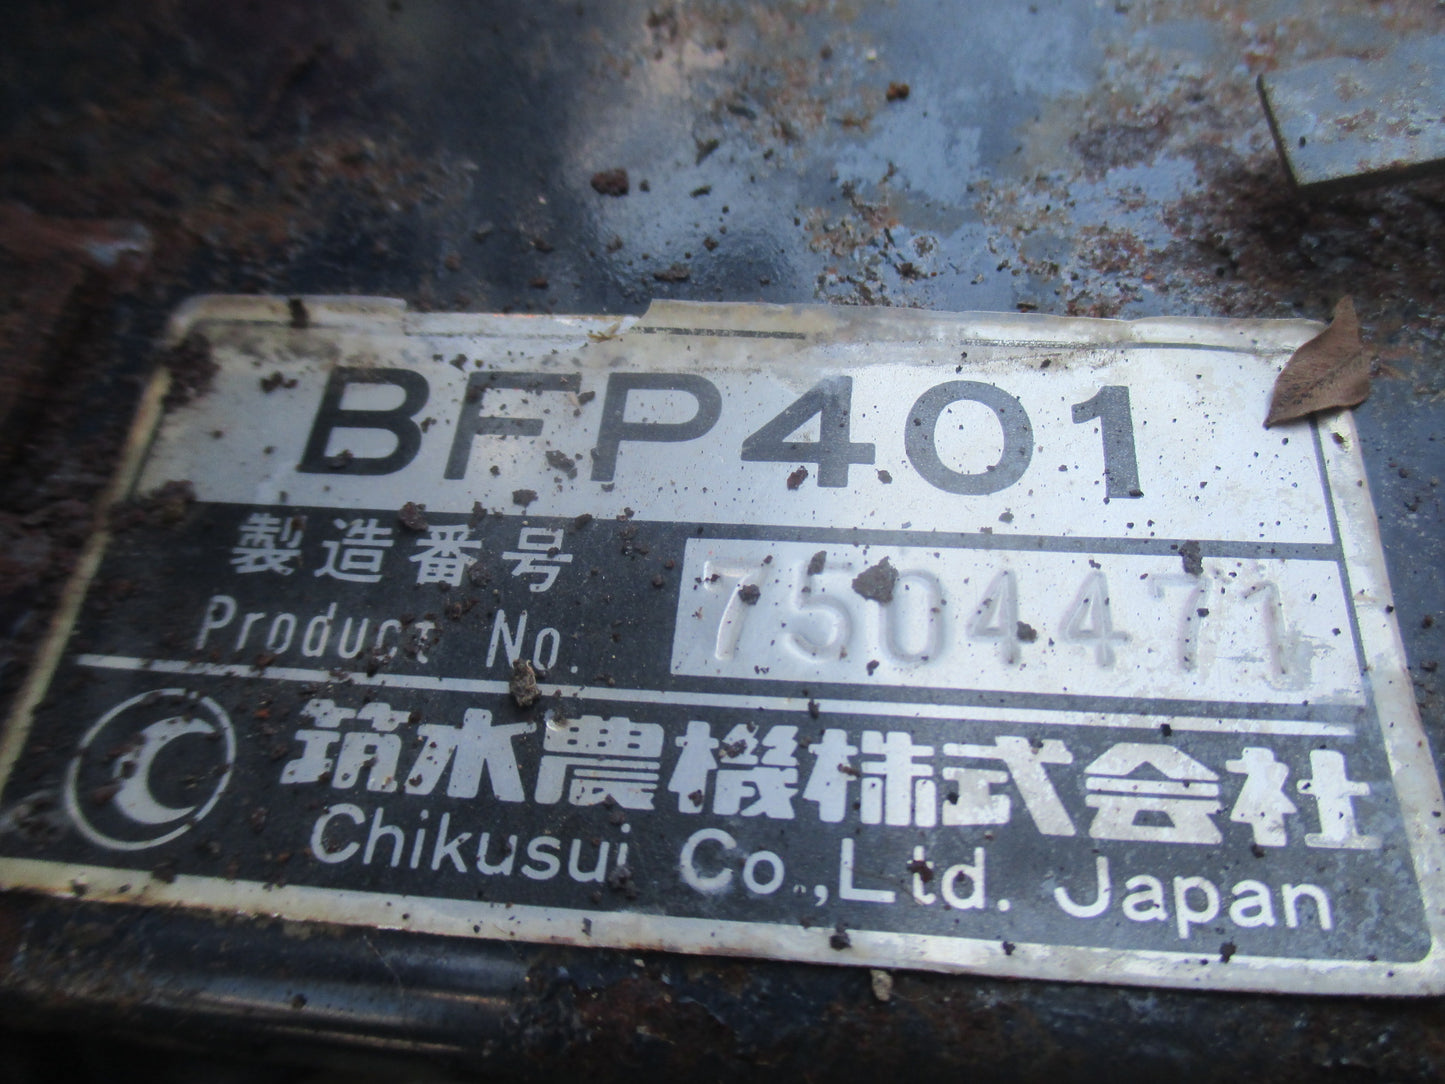 BFP401
製造番号
Product No. 7504471
筑水農機株式会社
Chikusui Co.,Ltd. Japan